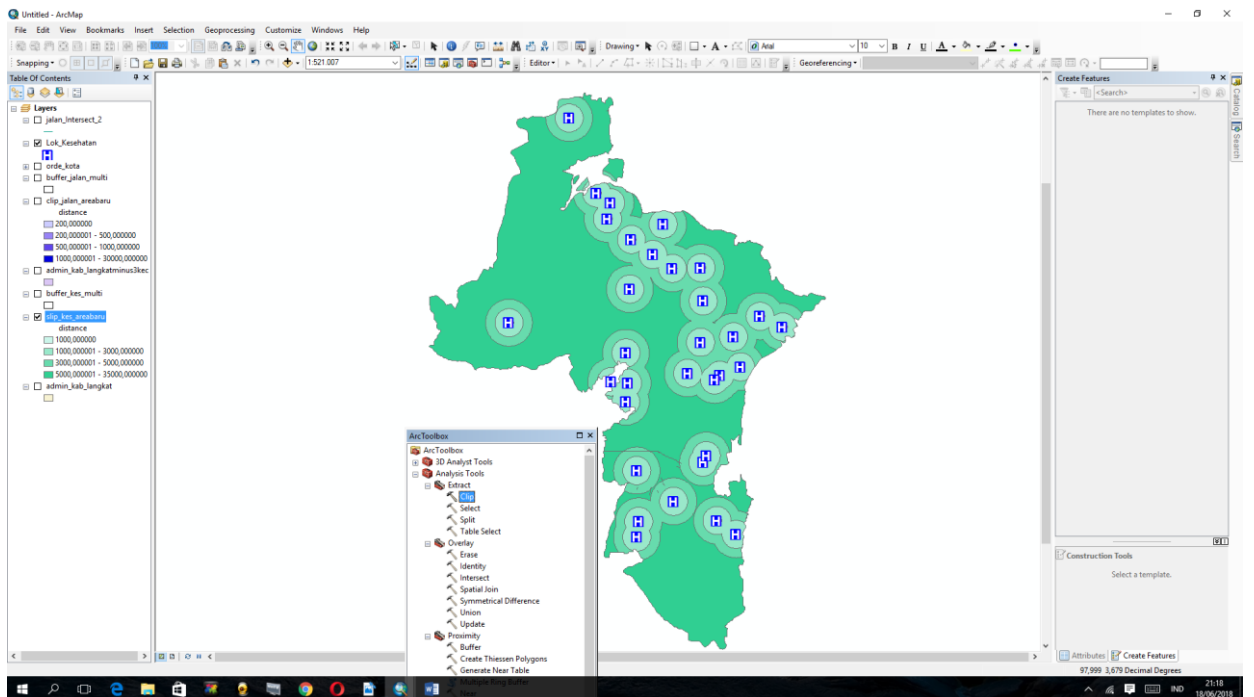 Untitled - ArcMap
File Edit View Bookmarks Insert Selection Geoprocessing Customize Windows Help
Drawing A Arial 10 B I U A
Snapping 1:521.007 Editor Georeferencing
Table Of Contents
Layers
jalan_Intersect_2
Lok_Kesehatan
H
orde_kota
buffer_jalan_multi
clip_jalan_areabaru
distance
200,000000
200,000001 - 500,000000
500,000001 - 1000,000000
1000,000001 - 30000,000000
admin_kab_langkatminus3kec
buffer_kes_multi
slip_kes_areabaru
distance
1000,000000
1000,000001 - 3000,000000
3000,000001 - 5000,000000
5000,000001 - 35000,000000
admin_kab_langkat
ArcToolbox
ArcToolbox
3D Analyst Tools
Analysis Tools
Extract
Clip
Select
Split
Table Select
Overlay
Erase
Identity
Intersect
Spatial Join
Symmetrical Difference
Union
Update
Proximity
Buffer
Create Thiessen Polygons
Generate Near Table
Multiple Ring Buffer
Near
Create Features
<Search>
There are no templates to show.
Construction Tools
Select a template.
Attributes Create Features
97,999 3,679 Decimal Degrees
Catalog
Search
IND
21:18
18/06/2018